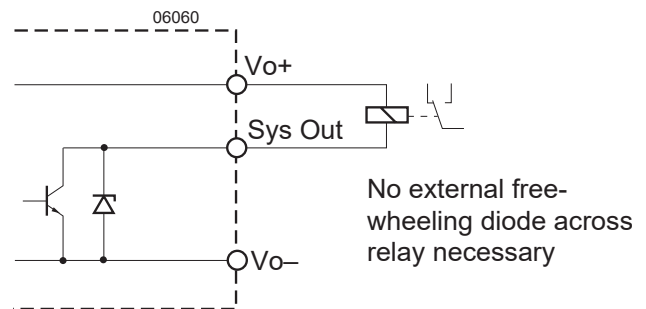 06060
Vo+
Sys Out
No external free-
wheeling diode across
relay necessary
Vo–